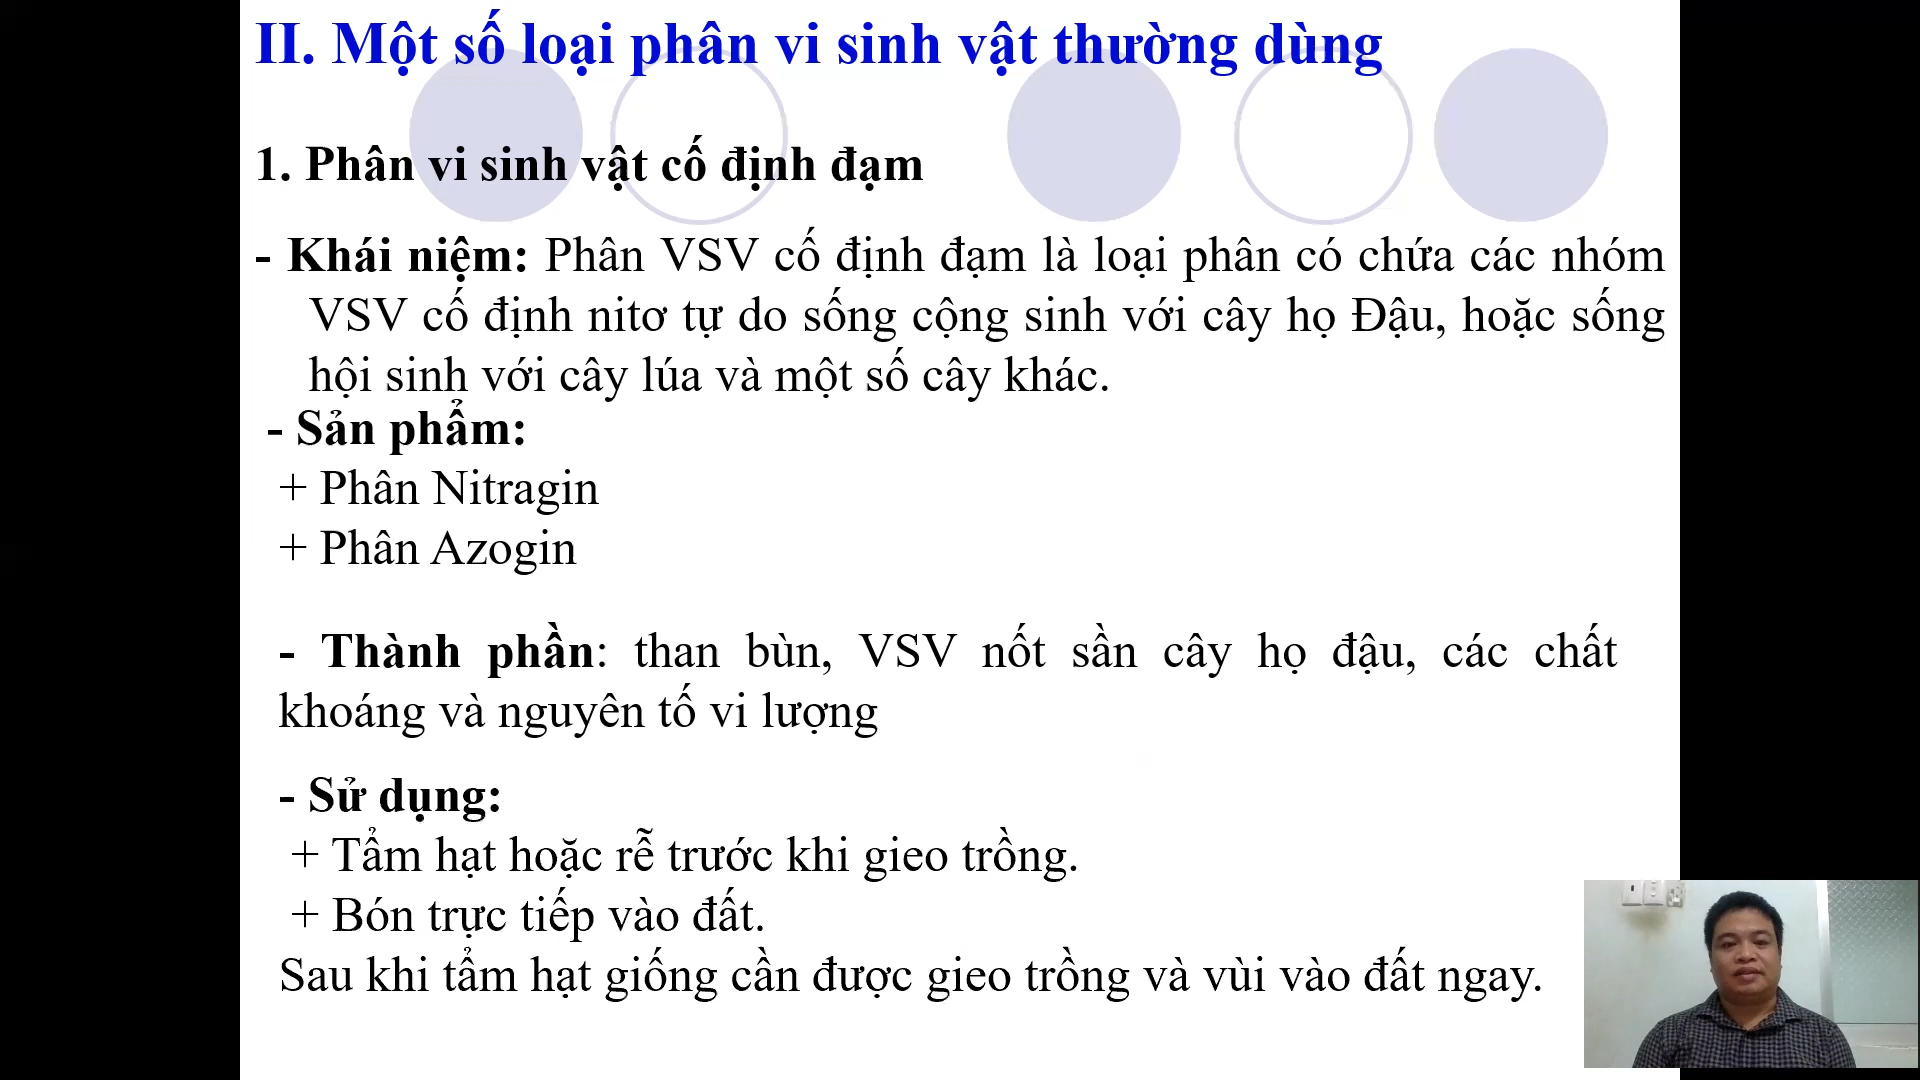 II. Một số loại phân vi sinh vật thường dùng
1. Phân vi sinh vật cố định đạm
- Khái niệm: Phân VSV cố định đạm là loại phân có chứa các nhóm
VSV cố định nitơ tự do sống cộng sinh với cây họ Đậu, hoặc sống
hội sinh với cây lúa và một số cây khác.
- Sản phẩm:
+ Phân Nitragin
+ Phân Azogin
- Thành phần: than bùn, VSV nốt sần cây họ đậu, các chất
khoáng và nguyên tố vi lượng
- Sử dụng:
+ Tẩm hạt hoặc rễ trước khi gieo trồng.
+ Bón trực tiếp vào đất.
Sau khi tẩm hạt giống cần được gieo trồng và vùi vào đất ngay.